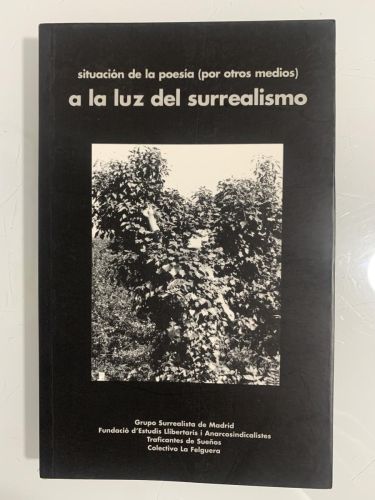 situación de la poesía (por otros medios)
a la luz del surrealismo
Grupo Surrealista de Madrid
Fundació d'Estudis Llibertaris i Anarcosindicalistes
Traficantes de Sueños
Colectivo La Felguera